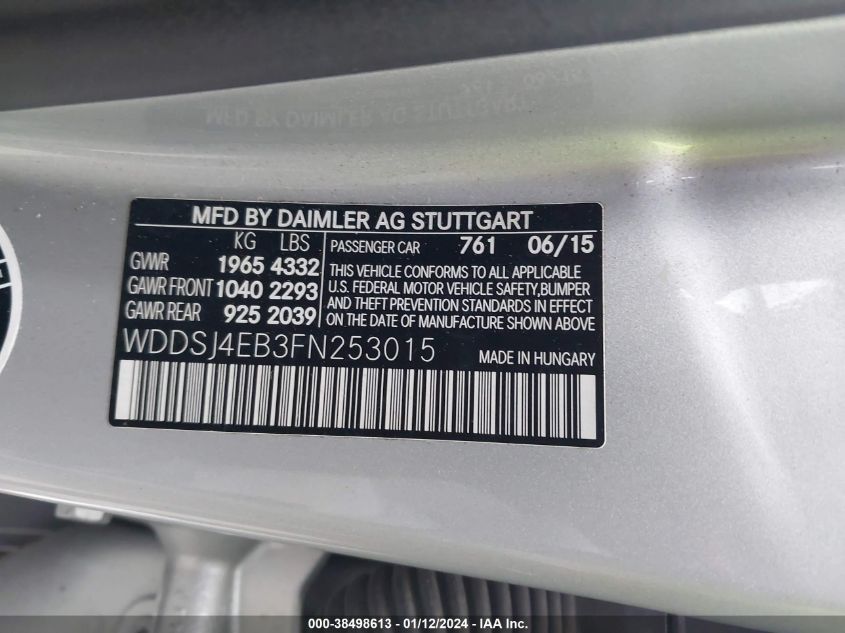 MFD BY DAIMLER AG STUTTGART
KG LBS
GVWR 1965 4332
GAWR FRONT 1040 2293
GAWR REAR 925 2039
PASSENGER CAR 761 06/15
THIS VEHICLE CONFORMS TO ALL APPLICABLE
U.S. FEDERAL MOTOR VEHICLE SAFETY,BUMPER
AND THEFT PREVENTION STANDARDS IN EFFECT
ON THE DATE OF MANUFACTURE SHOWN ABOVE
WDDSJ4EB3FN253015
MADE IN HUNGARY
000-38498613 - 01/12/2024 - 1 IMAGE INC.